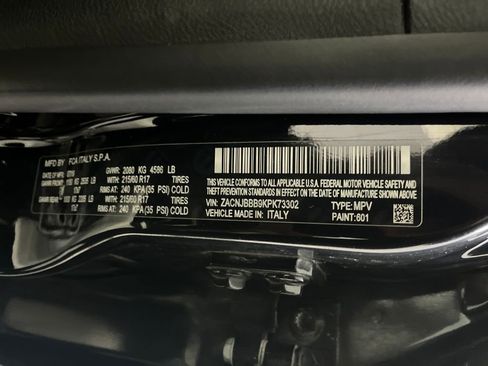 MFD BY: FCA ITALY S.P.A.
GVWR: 2080 KG 4586 LB
WITH: 215/60 R17 TIRES
RIMS AT: 240 KPA(35 PSI) COLD
WITH: 215/60 R17 TIRES
RIMS AT: 240 KPA(35 PSI) COLD
THIS VEHICLE CONFORMS TO ALL APPLICABLE U.S.A. FEDERAL MOTOR VEHICLE
SAFETY, BUMPER, AND THEFT PREVENTION STANDARDS IN EFFECT ON THE DATE OF
VIN: ZACNJBBB9KPK73302 TYPE: MPV
VEHICLE MADE IN: ITALY PAINT: 601